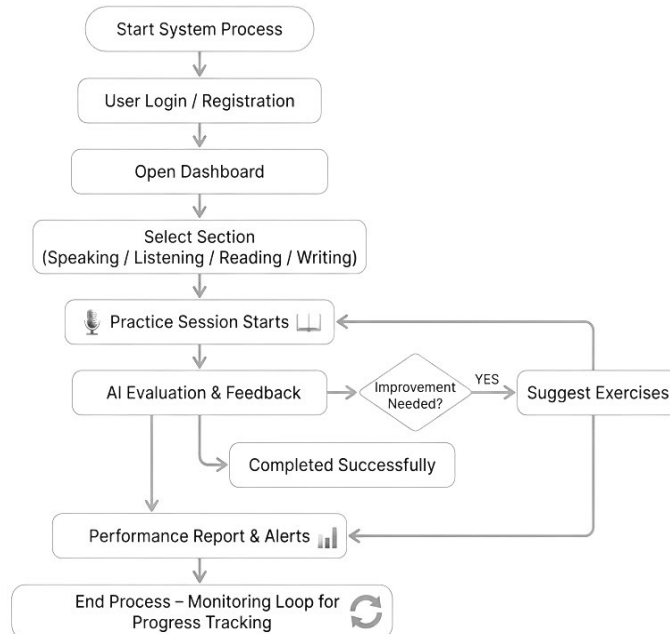 Start System Process
User Login / Registration
Open Dashboard
Select Section
(Speaking / Listening / Reading / Writing)
Practice Session Starts
AI Evaluation & Feedback
Improvement
Needed?
YES
Suggest Exercises
Completed Successfully
Performance Report & Alerts
End Process – Monitoring Loop for
Progress Tracking